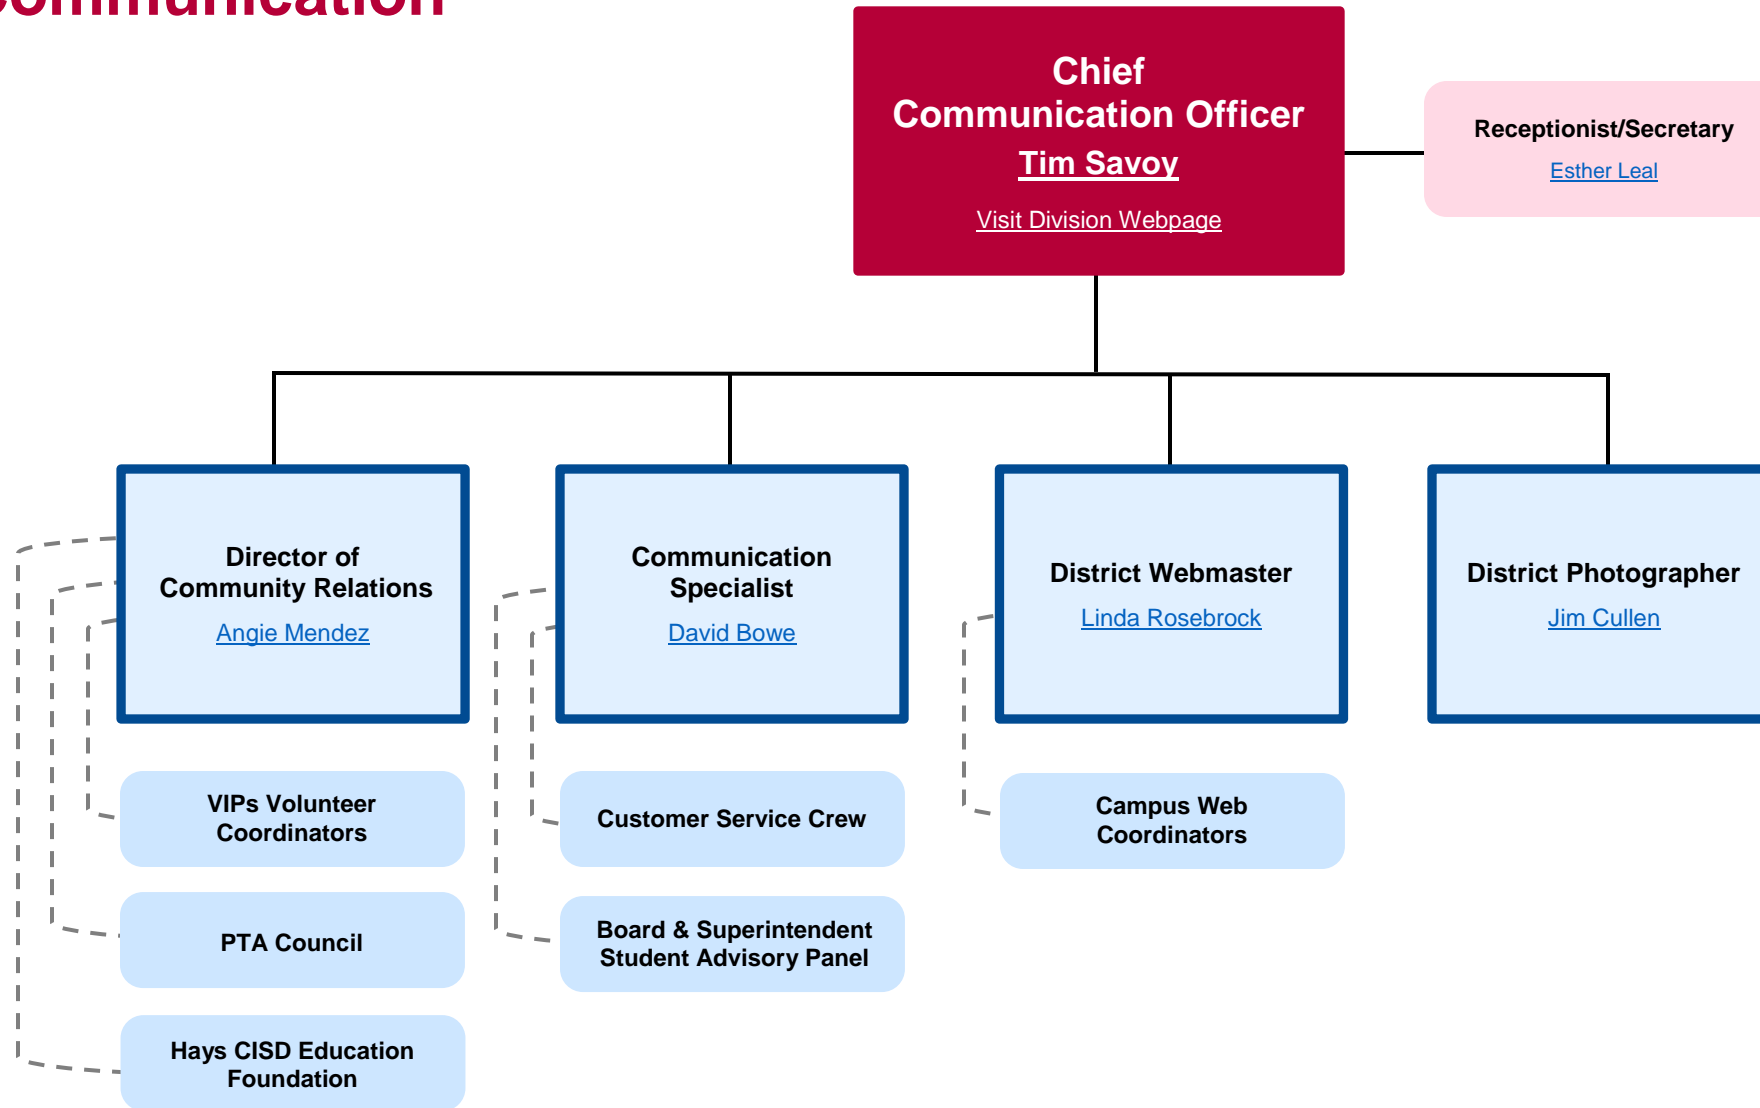 ommunication
Chief
Communication Officer
Tim Savoy
Visit Division Webpage
Receptionist/Secretary
Esther Leal
Director of
Community Relations
Angie Mendez
Communication
Specialist
David Bowe
District Webmaster
Linda Rosebrock
District Photographer
Jim Cullen
VIPs Volunteer
Coordinators
Customer Service Crew
Campus Web
Coordinators
PTA Council
Board & Superintendent
Student Advisory Panel
Hays CISD Education
Foundation